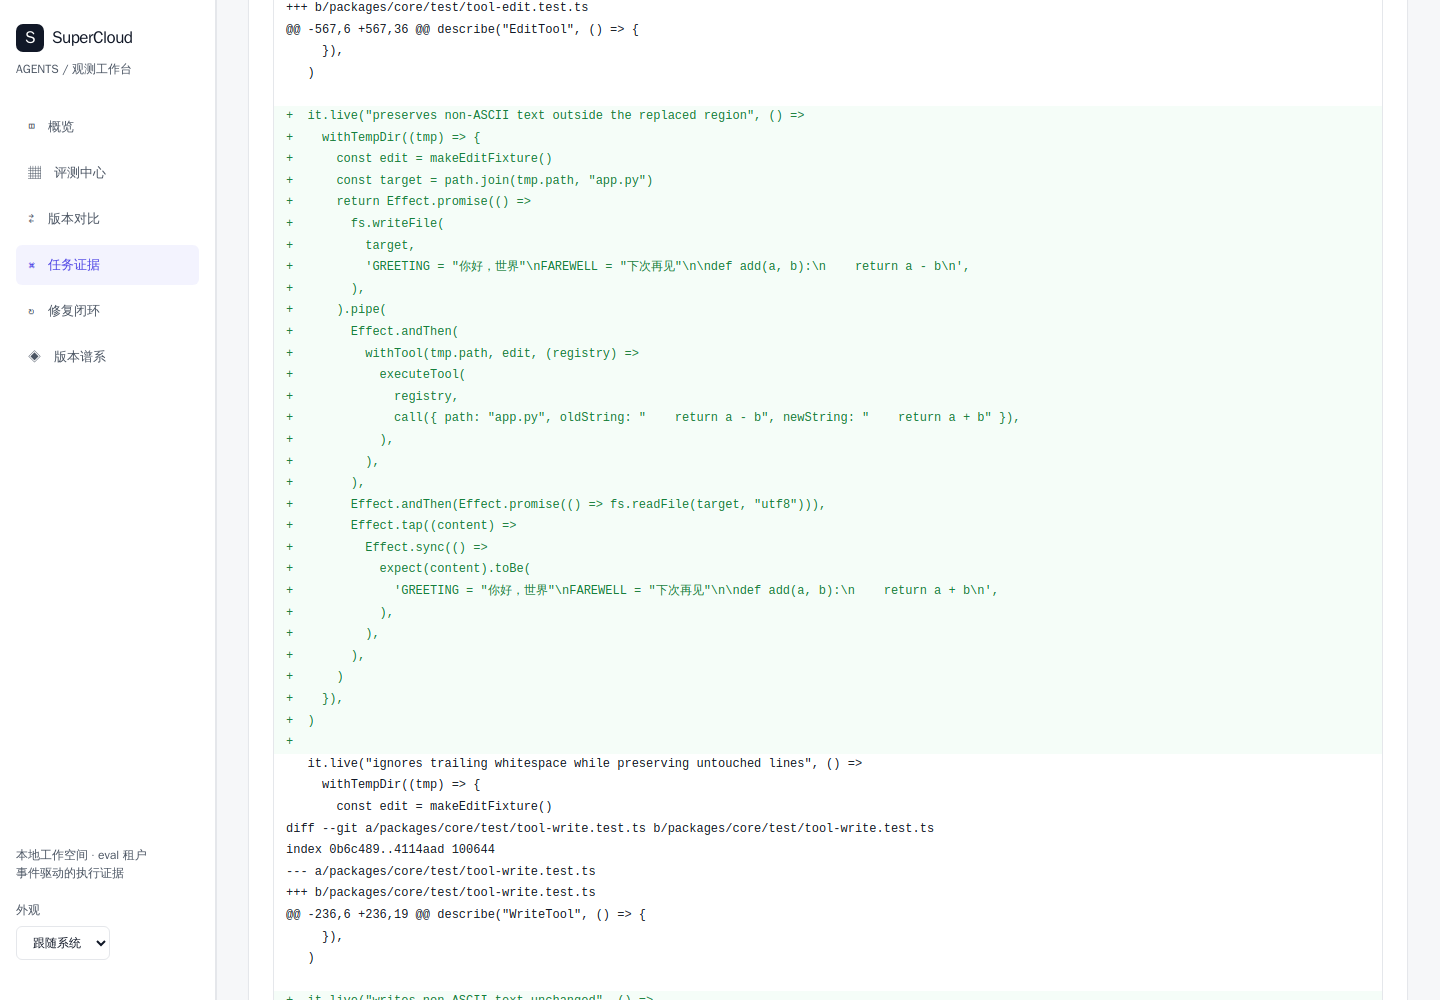 S SuperCloud
AGENTS / 观测工作台
概览
评测中心
版本对比
任务证据
修复闭环
版本谱系
本地工作空间 · eval 租户
事件驱动的执行证据
外观
跟随系统
+++ b/packages/core/test/tool-edit.test.ts
@@ -567,6 +567,36 @@ describe("EditTool", () => {
     }),
   )
+  it.live("preserves non-ASCII text outside the replaced region", () =>
+    withTempDir((tmp) => {
+      const edit = makeEditFixture()
+      const target = path.join(tmp.path, "app.py")
+      return Effect.promise(() =>
+        fs.writeFile(
+          target,
+          'GREETING = "你好，世界"\nFAREWELL = "下次再见"\n\ndef add(a, b):\n    return a - b\n',
+        ),
+      ).pipe(
+        Effect.andThen(
+          withTool(tmp.path, edit, (registry) =>
+            executeTool(
+              registry,
+              call({ path: "app.py", oldString: "    return a - b", newString: "    return a + b" }),
+            ),
+          ),
+        ),
+        Effect.andThen(Effect.promise(() => fs.readFile(target, "utf8"))),
+        Effect.tap((content) =>
+          Effect.sync(() =>
+            expect(content).toBe(
+              'GREETING = "你好，世界"\nFAREWELL = "下次再见"\n\ndef add(a, b):\n    return a + b\n',
+            ),
+          ),
+        ),
+      )
+    }),
+  )
+
   it.live("ignores trailing whitespace while preserving untouched lines", () =>
     withTempDir((tmp) => {
       const edit = makeEditFixture()
diff --git a/packages/core/test/tool-write.test.ts b/packages/core/test/tool-write.test.ts
index 0b6c489..4114aad 100644
--- a/packages/core/test/tool-write.test.ts
+++ b/packages/core/test/tool-write.test.ts
@@ -236,6 +236,19 @@ describe("WriteTool", () => {
     }),
   )
+  it.live("writes non-ASCII text unchanged", () =>